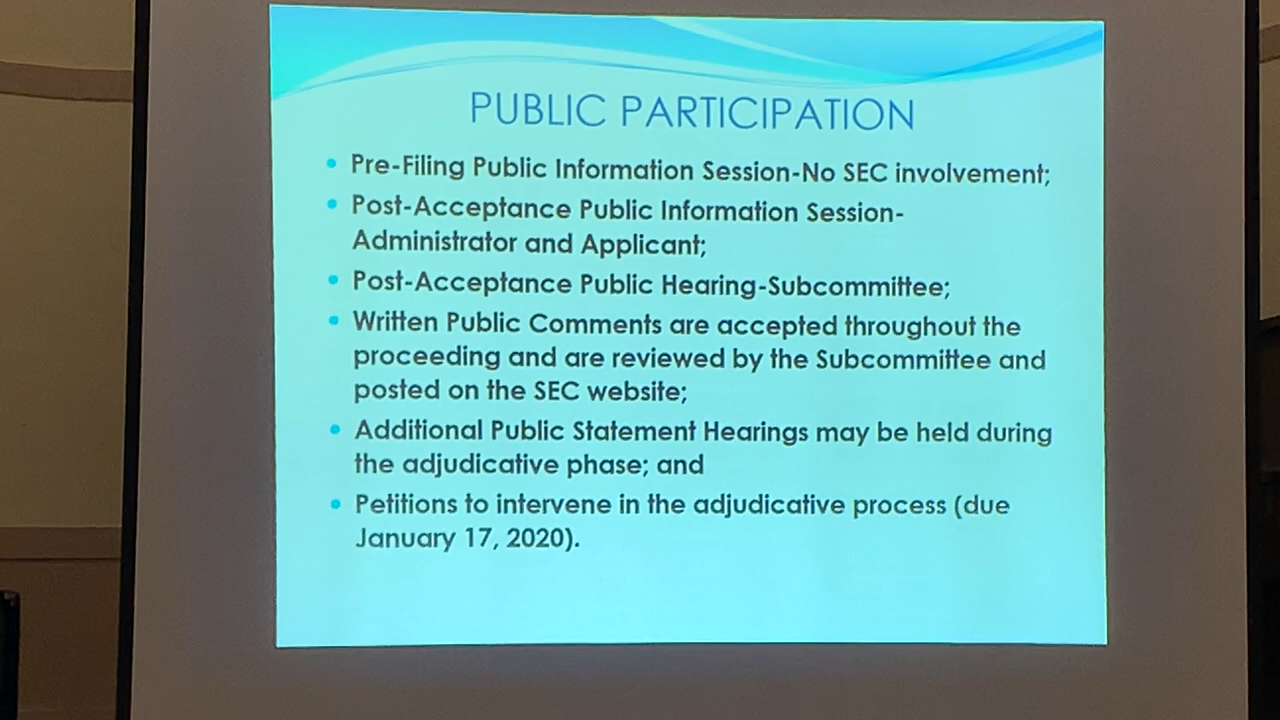 PUBLIC PARTICIPATION
• Pre-Filing Public Information Session-No SEC involvement;
• Post-Acceptance Public Information Session-
Administrator and Applicant;
• Post-Acceptance Public Hearing-Subcommittee;
• Written Public Comments are accepted throughout the
proceeding and are reviewed by the Subcommittee and
posted on the SEC website;
• Additional Public Statement Hearings may be held during
the adjudicative phase; and
• Petitions to intervene in the adjudicative process (due
January 17, 2020).